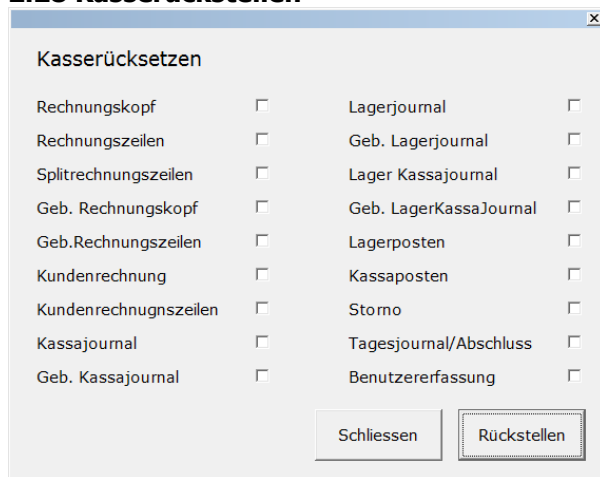 Kasserücksetzen
Rechnungskopf
Rechnungszeilen
Splitrechnungszeilen
Geb. Rechnungskopf
Geb.Rechnungszeilen
Kundenrechnung
Kundenrechnugnszeilen
Kassajournal
Geb. Kassajournal
Lagerjournal
Geb. Lagerjournal
Lager Kassajournal
Geb. LagerKassaJournal
Lagerposten
Kassaposten
Storno
Tagesjournal/Abschluss
Benutzererfassung
Schliessen
Rückstellen